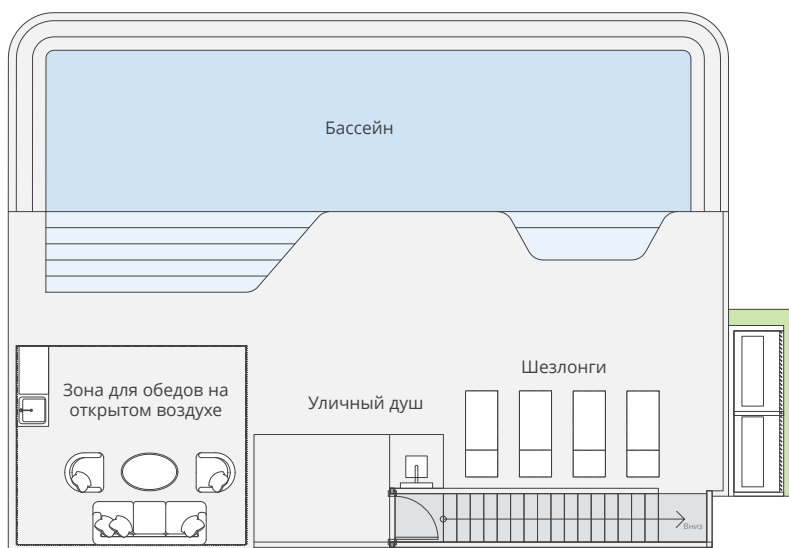 Бассейн
Шезлонги
Зона для обедов на
открытом воздухе
Уличный душ
Вниз